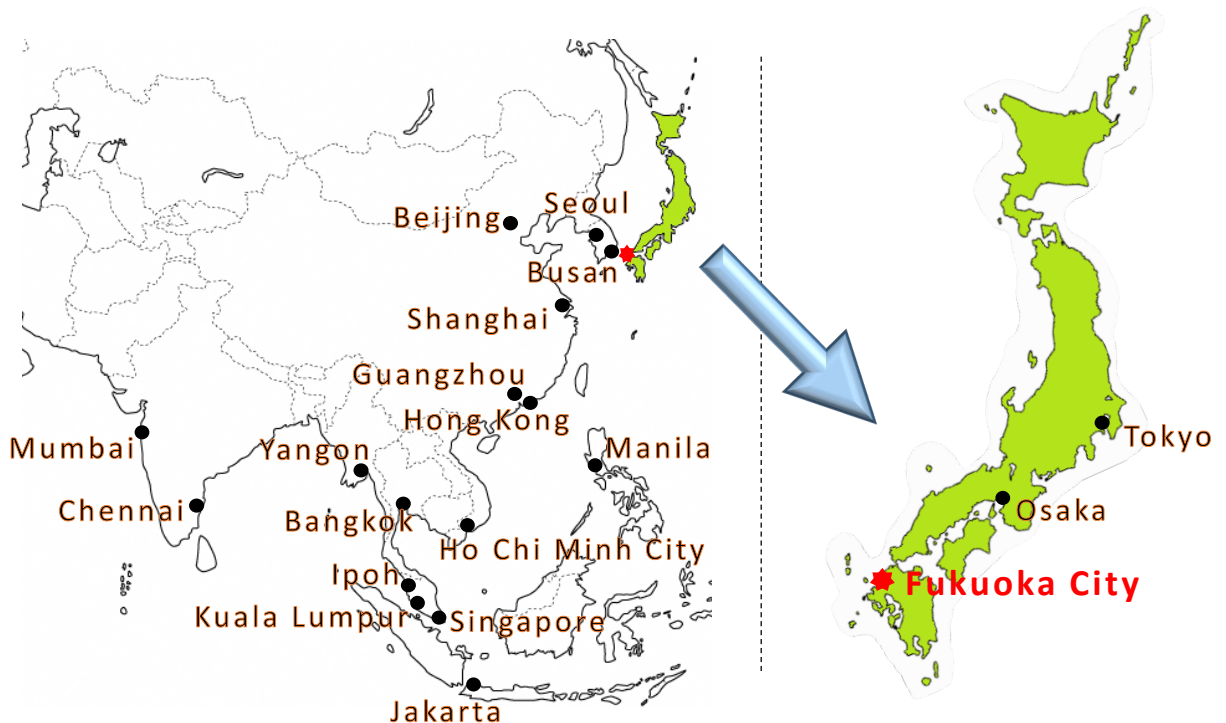 Seoul
Beijing
Busan
Shanghai
Guangzhou
Hong Kong
Mumbai
Yangon
Manila
Chennai
Bangkok
Ho Chi Minh City
Ipoh
Kuala Lumpur
Singapore
Jakarta
Tokyo
Osaka
Fukuoka City